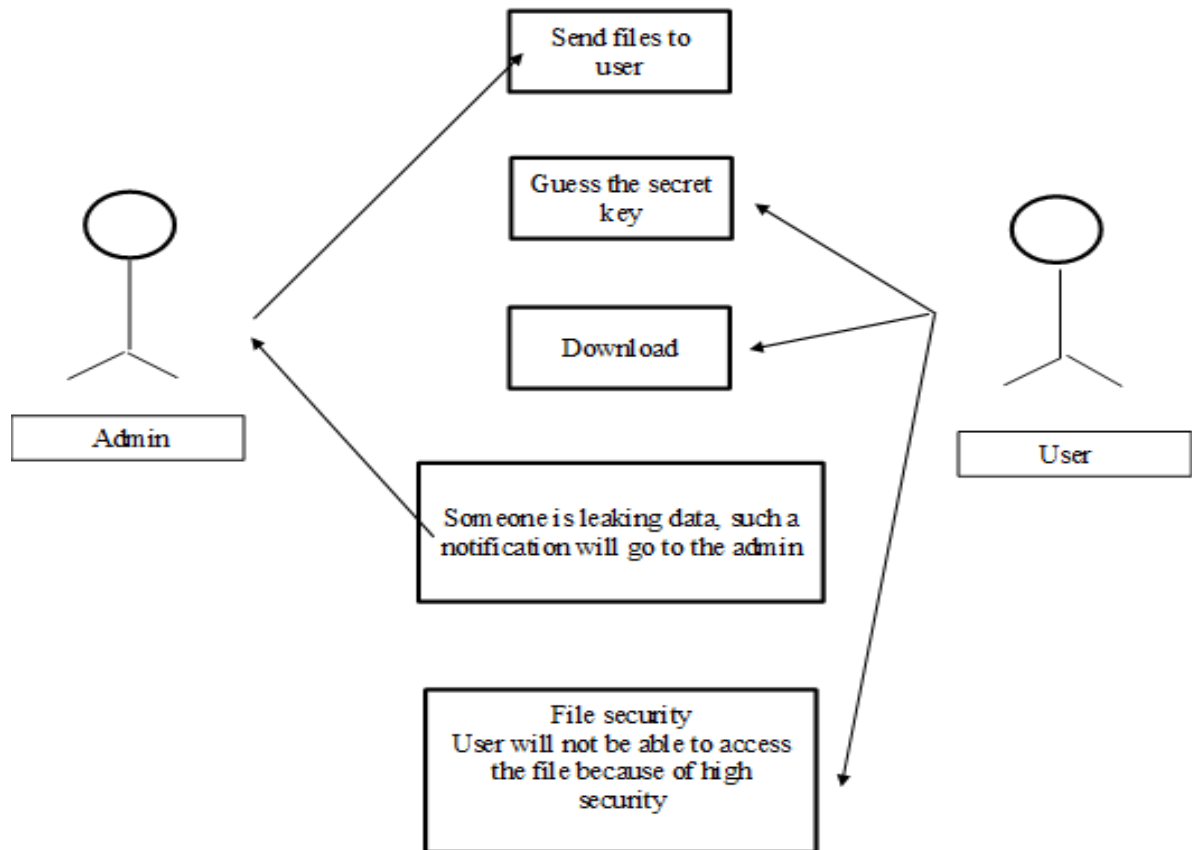 Send files to
user
Guess the secret
key
Download
Admin
User
Someone is leaking data, such a
notification will go to the admin
File security
User will not be able to access
the file because of high
security